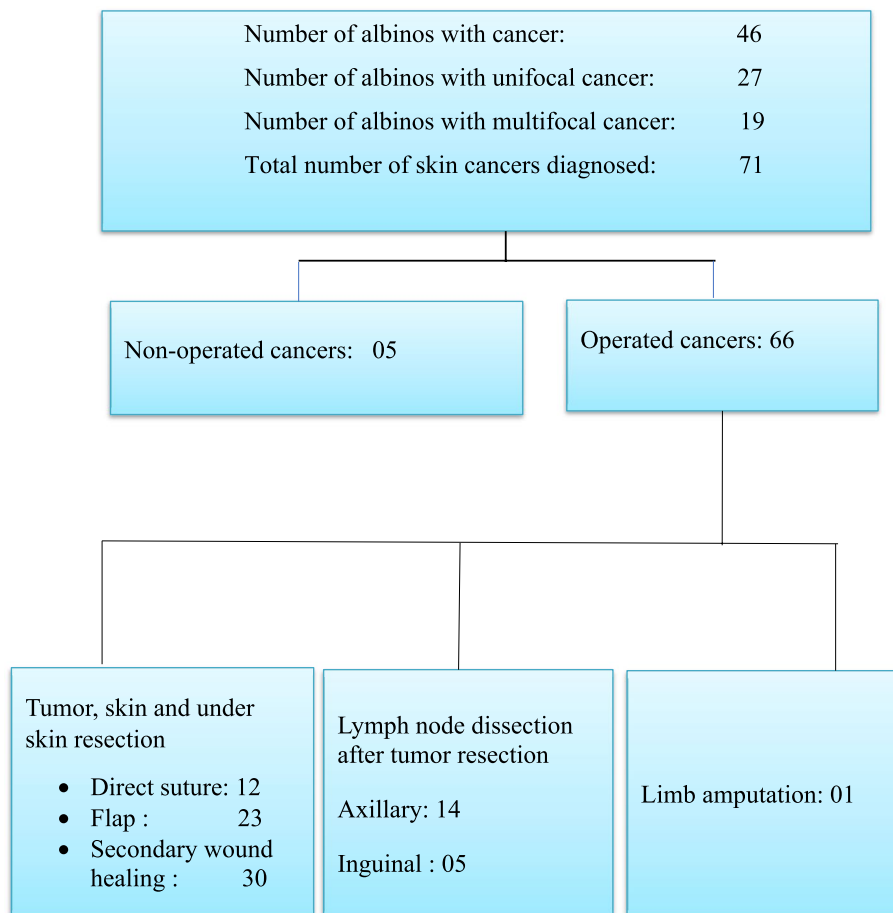 Number of albinos with cancer: 46
Number of albinos with unifocal cancer: 27
Number of albinos with multifocal cancer: 19
Total number of skin cancers diagnosed: 71
Non-operated cancers: 05
Operated cancers: 66
Tumor, skin and under
skin resection
• Direct suture: 12
• Flap : 23
• Secondary wound
healing : 30
Lymph node dissection
after tumor resection
Axillary: 14
Inguinal : 05
Limb amputation: 01